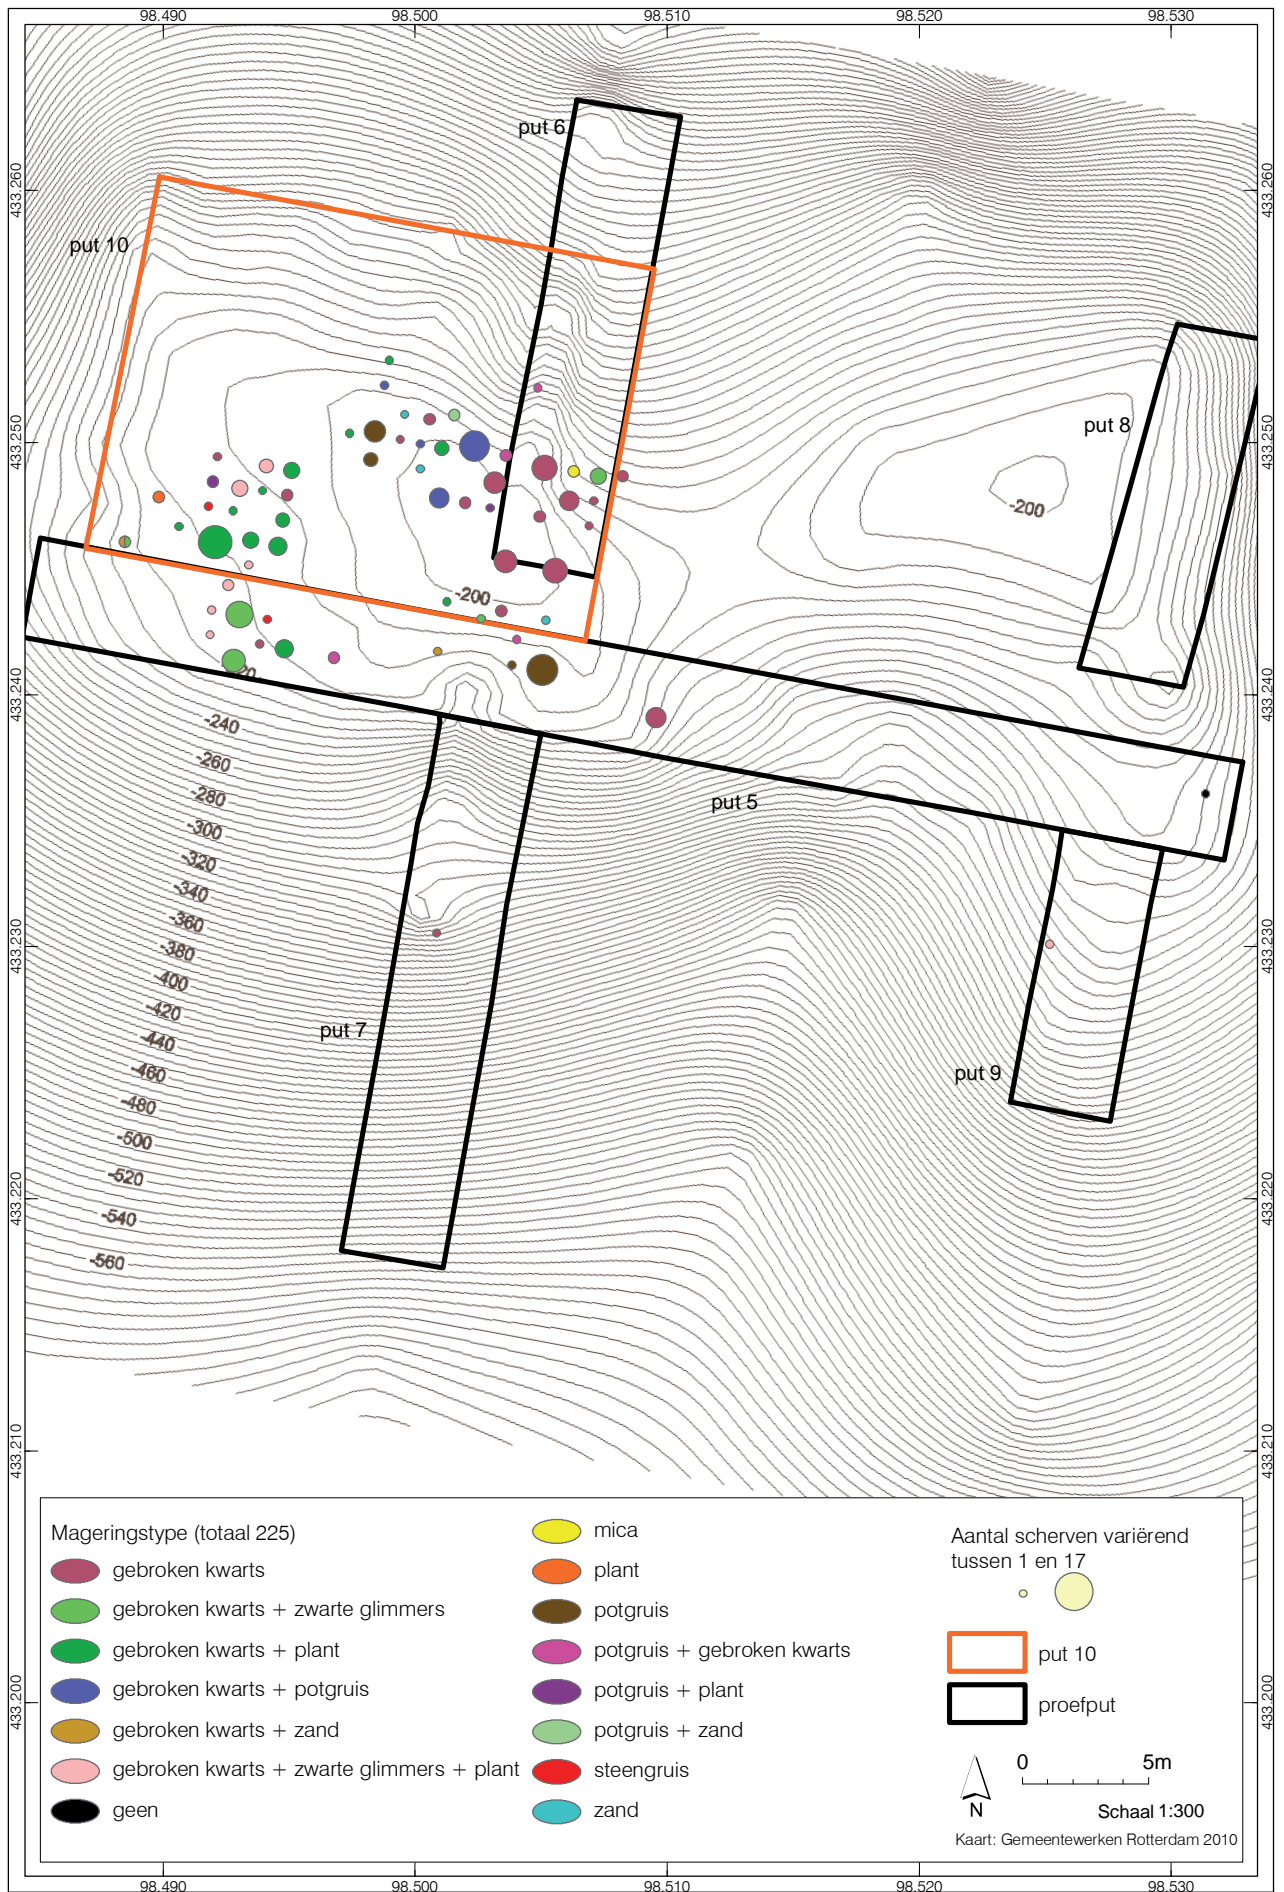 98.490 98.500 98.510 98.520 98.530
433.260 433.260
433.250 433.250
433.240 433.240
433.230 433.230
433.220 433.220
433.210 433.210
433.200 433.200
put 6
put 10
put 8
-200
-200
20
-240
-260
-280
-300
-320
-340
-360
-380
-400
-420
-440
-460
-480
-500
-520
-540
-560
put 5
put 7
put 9
Mageringstype (totaal 225)
gebroken kwarts
gebroken kwarts + zwarte glimmers
gebroken kwarts + plant
gebroken kwarts + potgruis
gebroken kwarts + zand
gebroken kwarts + zwarte glimmers + plant
geen
mica
plant
potgruis
potgruis + gebroken kwarts
potgruis + plant
potgruis + zand
steengruis
zand
Aantal scherven variërend
tussen 1 en 17
put 10
proefput
0 5m
N
Schaal 1:300
Kaart: Gemeentewerken Rotterdam 2010
98.490 98.500 98.510 98.520 98.530